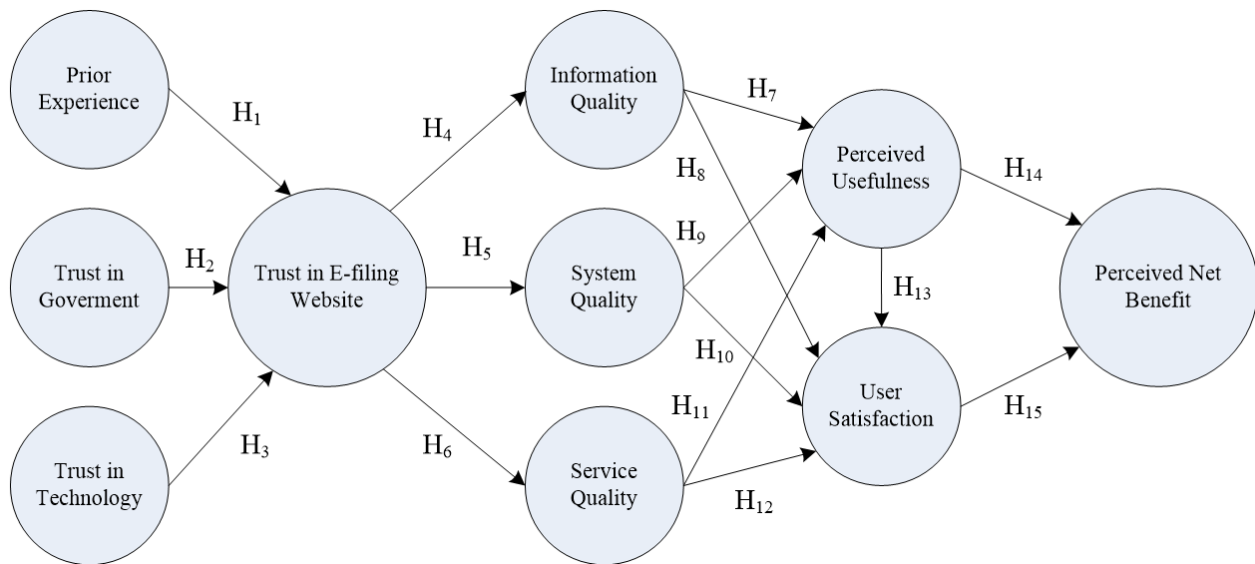 Prior
Experience
H1
Trust in
Goverment
H2
Trust in
Technology
H3
Trust in E-filing
Website
H4
H5
H6
Information
Quality
System
Quality
Service
Quality
H7
H8
H9
H10
H11
H12
Perceived
Usefulness
H13
User
Satisfaction
H14
H15
Perceived Net
Benefit